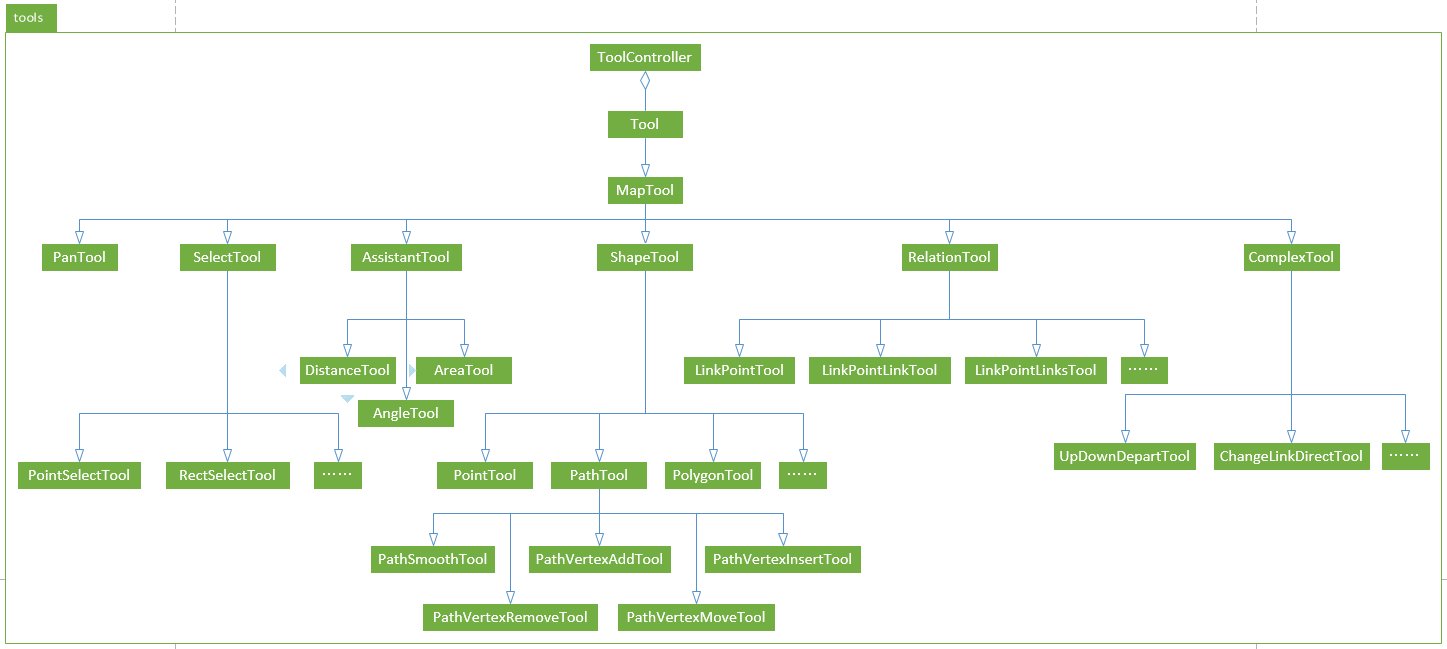 tools
ToolController
Tool
MapTool
PanTool
SelectTool
AssistantTool
ShapeTool
RelationTool
ComplexTool
DistanceTool
AreaTool
LinkPointTool
LinkPointLinkTool
LinkPointLinksTool
……
AngleTool
UpDownDepartTool
ChangeLinkDirectTool
……
PointSelectTool
RectSelectTool
……
PointTool
PathTool
PolygonTool
……
PathSmoothTool
PathVertexAddTool
PathVertexInsertTool
PathVertexRemoveTool
PathVertexMoveTool